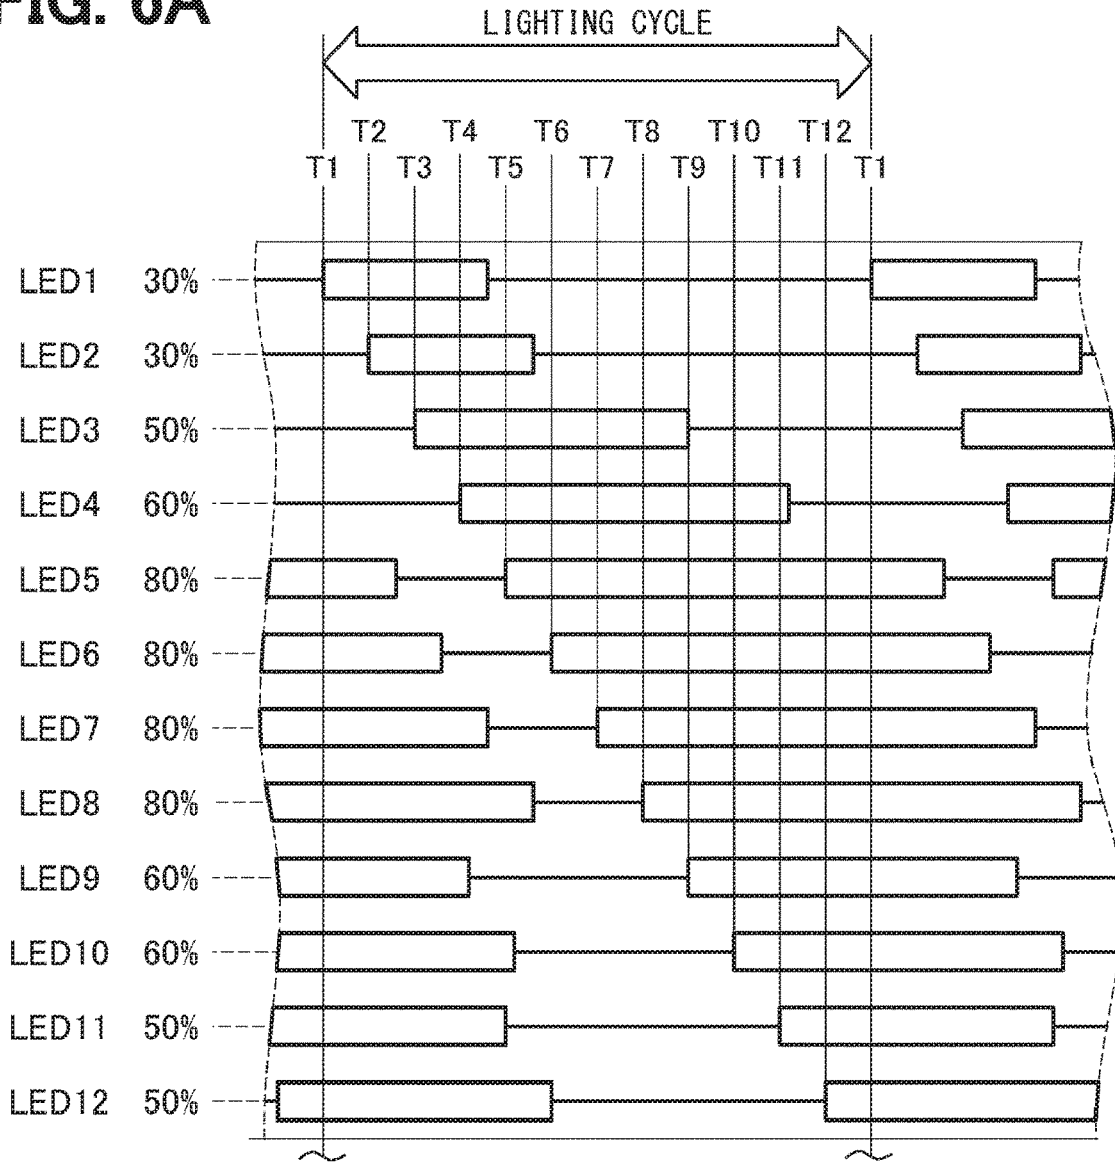 FIG. 6A
LIGHTING CYCLE
T2 T4 T6 T8 T10 T12
T1 T3 T5 T7 T9 T11 T1
LED1 30%
LED2 30%
LED3 50%
LED4 60%
LED5 80%
LED6 80%
LED7 80%
LED8 80%
LED9 60%
LED10 60%
LED11 50%
LED12 50%